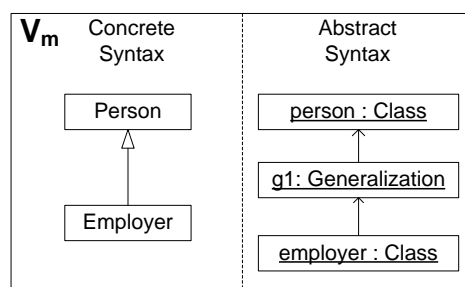 Vm
Concrete
Syntax
Person
Employer
Abstract
Syntax
person : Class
g1: Generalization
employer : Class